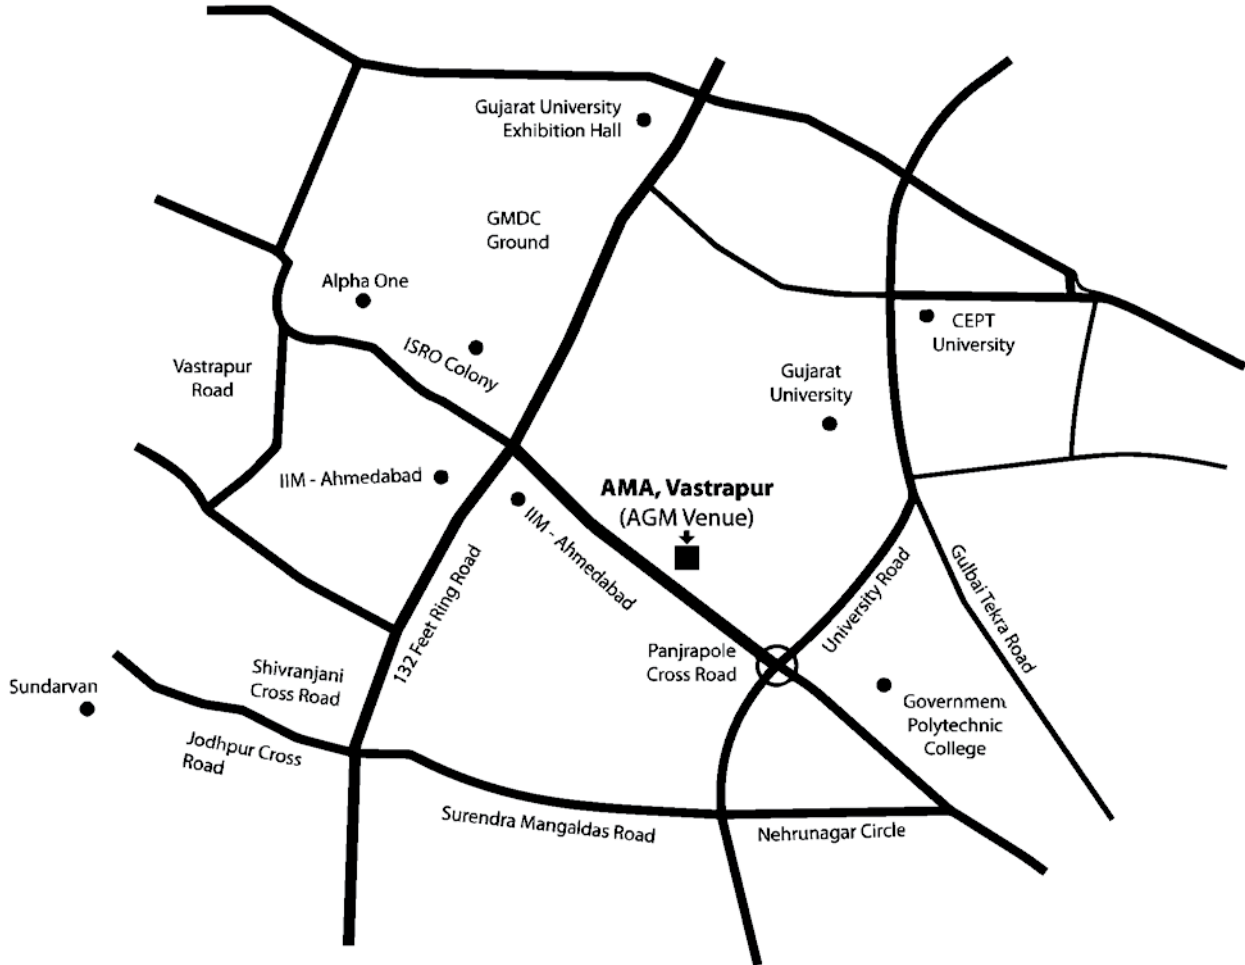 Gujarat University
Exhibition Hall
GMDC
Ground
Alpha One
ISRO Colony
CEPT
University
Vastrapur
Road
Gujarat
University
IIM - Ahmedabad
AMA, Vastrapur
(AGM Venue)
IIM - Ahmedabad
132 Feet Ring Road
University Road
Gulbai Tekra Road
Panjrapole
Cross Road
Shivranjani
Cross Road
Sundarvan
Government
Polytechnic
College
Jodhpur Cross
Road
Surendra Mangaldas Road
Nehrunagar Circle